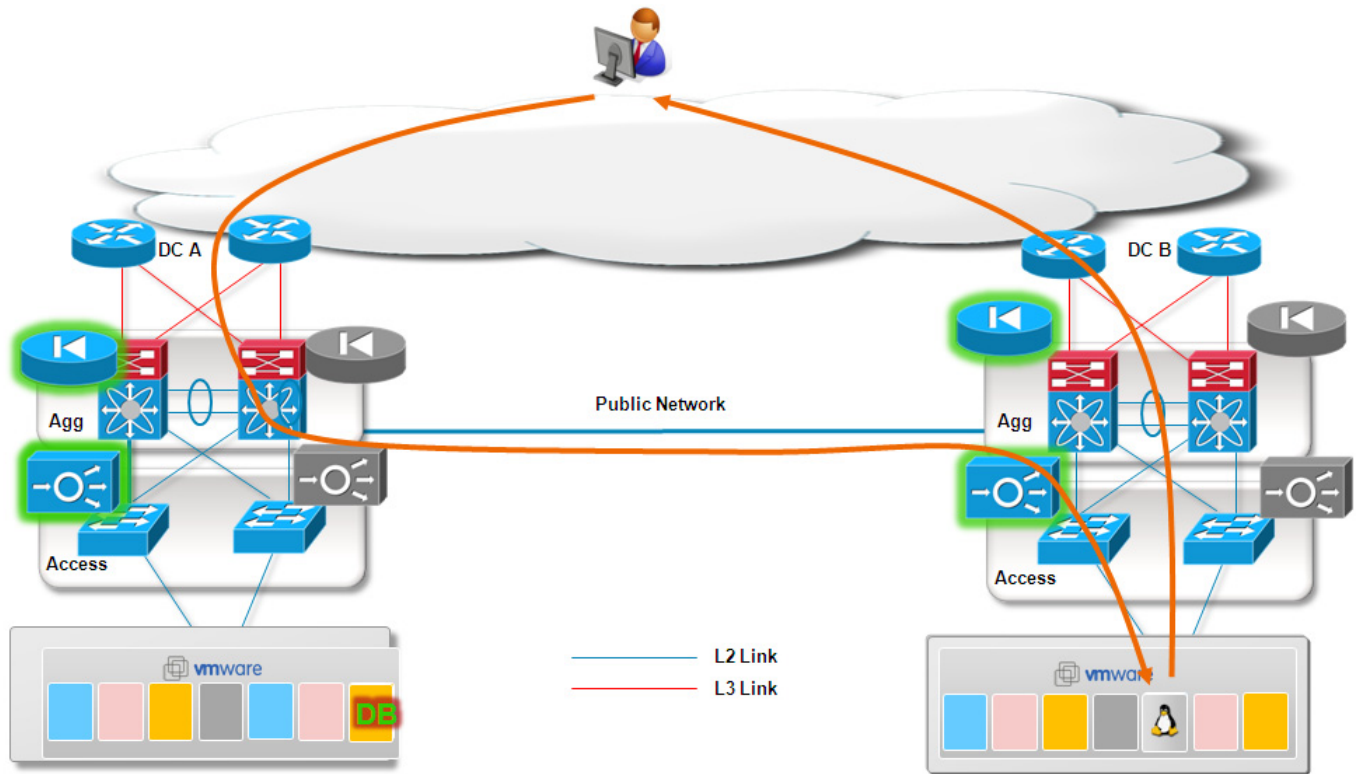 DC A
DC B
Public Network
Agg
Agg
Access
Access
vmware
DB
L2 Link
L3 Link
vmware